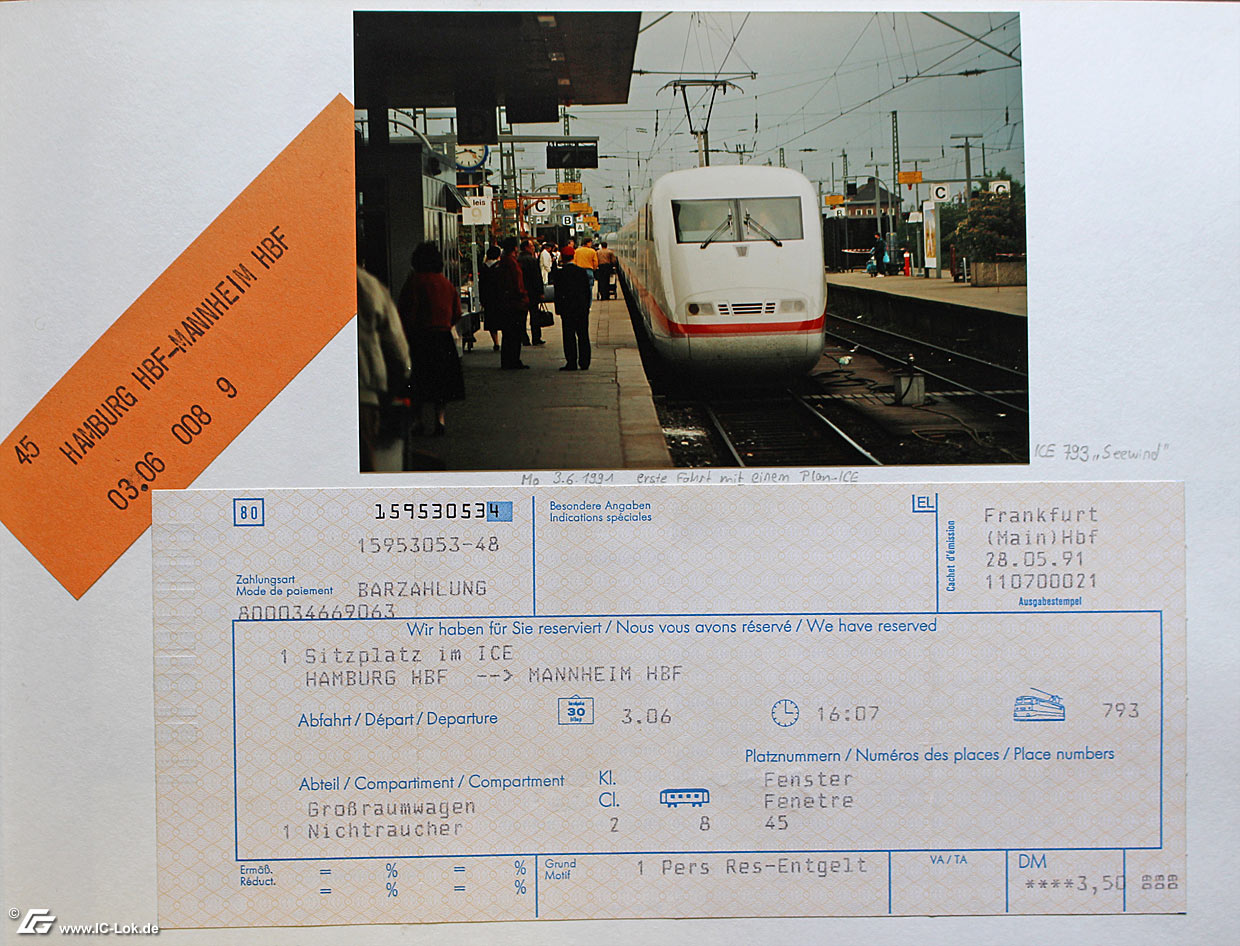 leis
C
B
A
C
C
B
45 HAMBURG HBF-MANNHEIM HBF
03.06 008 9
ICE 793 „Seewind"
Mo 3.6.1991 erste Fahrt mit einem Plan-ICE
80
159530534
15953053-48
Zahlungsart
Mode de paiement BARZAHLUNG
800034669063
Besondere Angaben
Indications spéciales
EL
Cachet d'émission
Frankfurt
(Main)Hbf
28.05.91
110700021
Ausgabestempel
Wir haben für Sie reserviert / Nous vous avons réservé / We have reserved
1 Sitzplatz im ICE
HAMBURG HBF --> MANNHEIM HBF
Abfahrt / Départ / Departure 30 3.06 16:07 793
Platznummern / Numéros des places / Place numbers
Abteil / Compartiment / Compartment Kl. Fenster
Großraumwagen Cl. Fenetre
1 Nichtraucher 2 8 45
Ermäß. = % = %
Réduct. = % = %
Grund
Motif
1 Pers Res-Entgelt
VA / TA
DM
****3,50
© www.IC-Lok.de